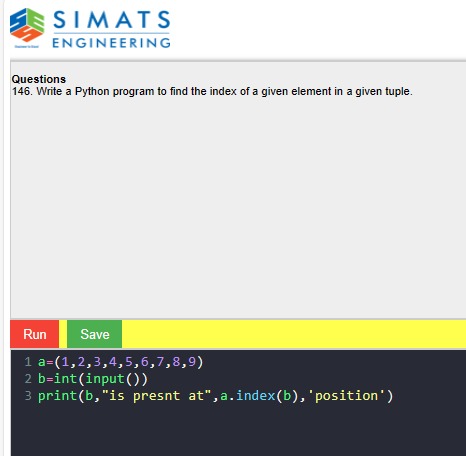 SIMATS
ENGINEERING
Questions
146. Write a Python program to find the index of a given element in a given tuple.
Run Save
1 a=(1,2,3,4,5,6,7,8,9)
2 b=int(input())
3 print(b,"is presnt at",a.index(b),'position')